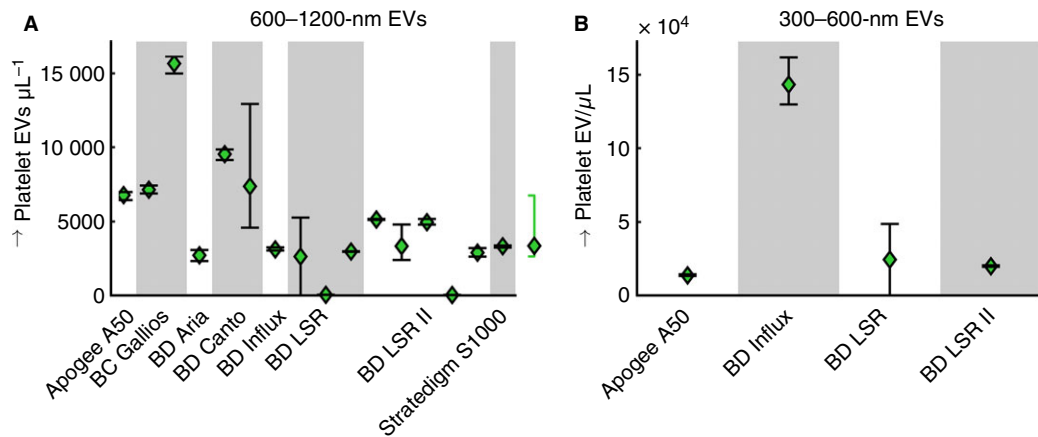 A
600–1200-nm EVs
→ Platelet EVs µL⁻¹
15 000
10 000
5000
0
Apogee A50
BC Gallios
BD Aria
BD Canto
BD Influx
BD LSR
BD LSR II
Stratedigm S1000
B
× 10⁴
300–600-nm EVs
→ Platelet EV/µL
15
10
5
0
Apogee A50
BD Influx
BD LSR
BD LSR II